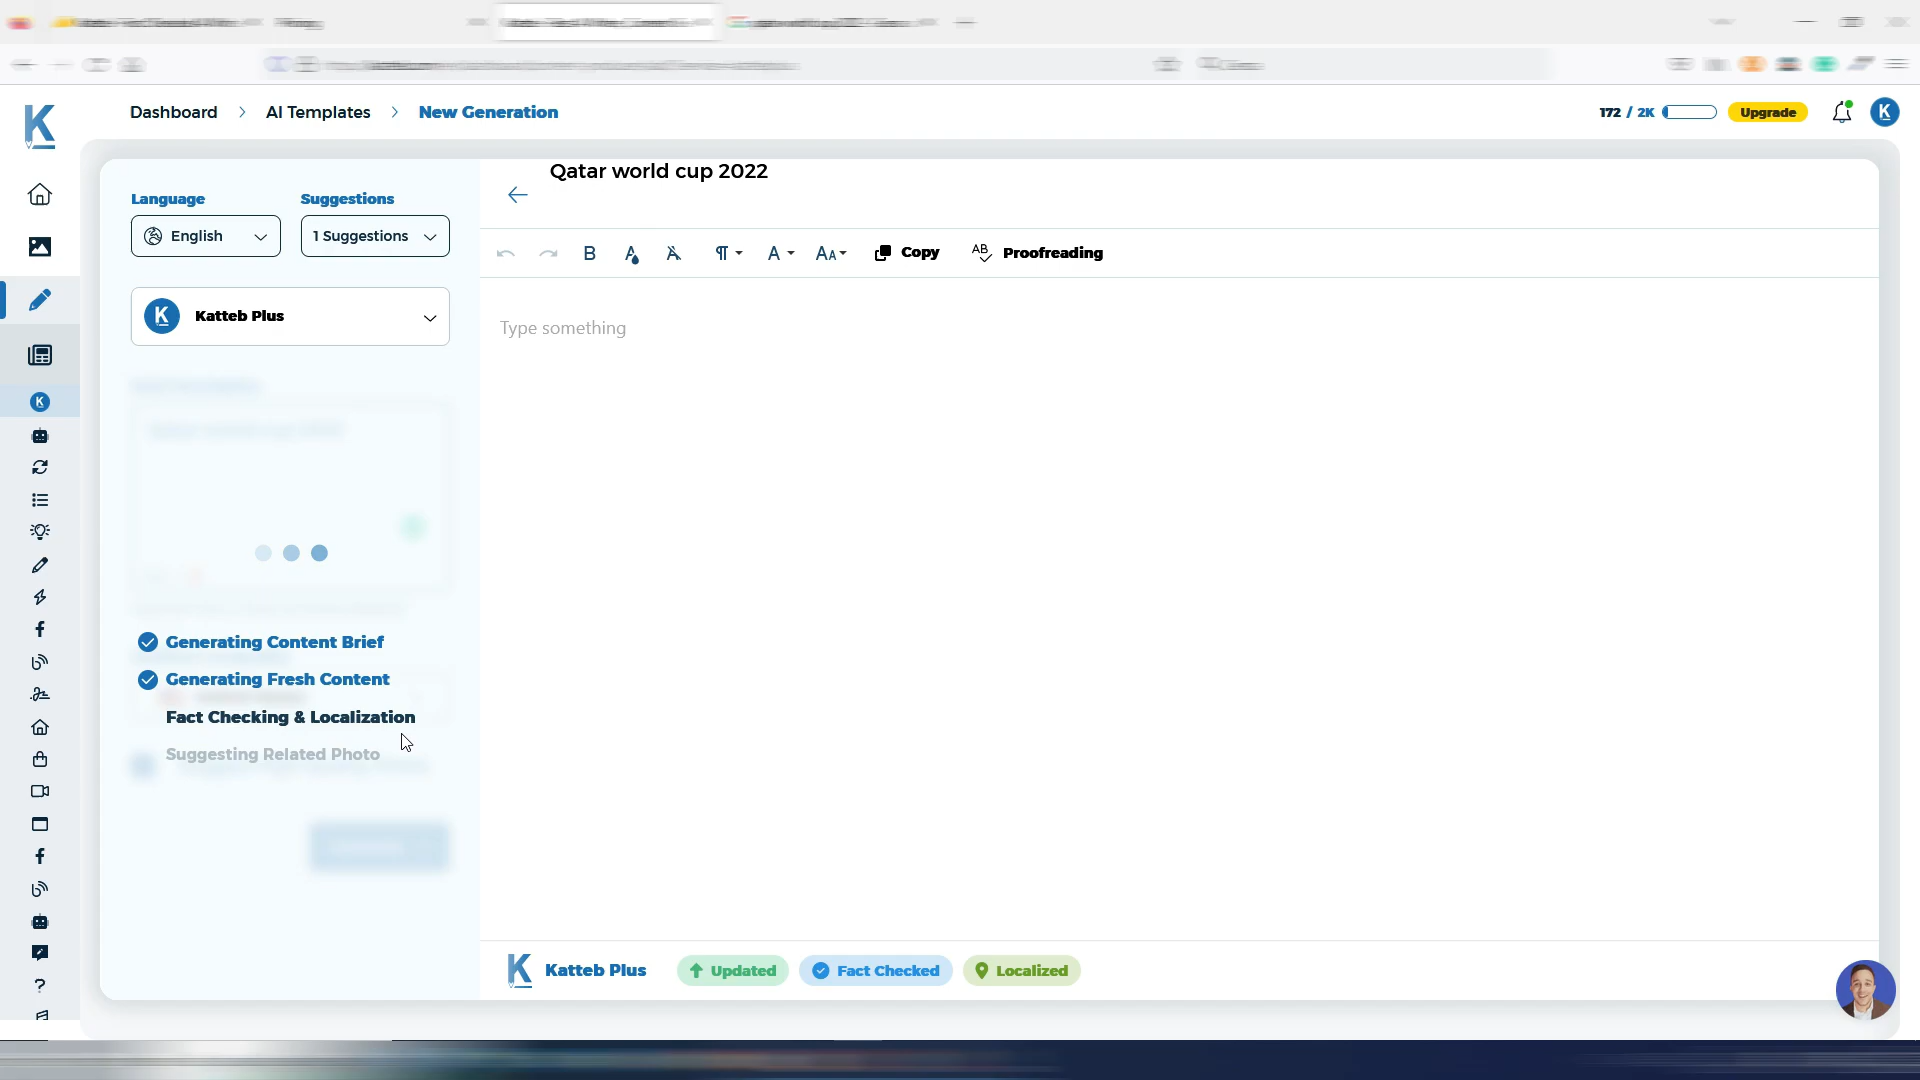 Dashboard > AI Templates > New Generation
172 / 2K
Upgrade
K
K
Language
Suggestions
English
1 Suggestions
K Katteb Plus
Generating Content Brief
Generating Fresh Content
Fact Checking & Localization
Suggesting Related Photo
Qatar world cup 2022
B
Copy
AB
Proofreading
Type something
K Katteb Plus
Updated
Fact Checked
Localized